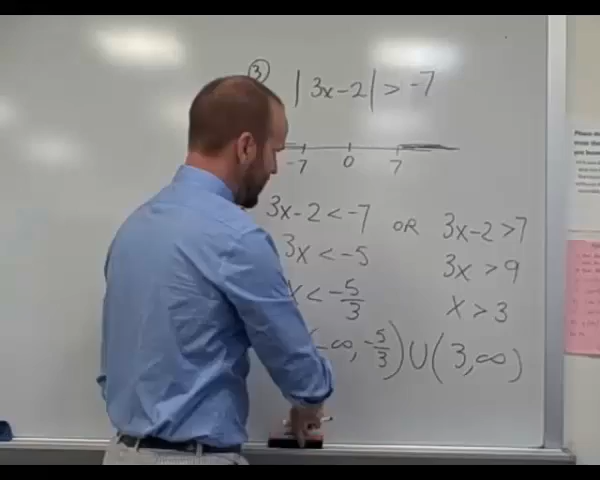 ③ |3x-2| > -7
-7 0 7
3x-2 < -7 OR 3x-2 > 7
3x < -5 3x > 9
x < -5/3 x > 3
-∞, -5/3) ∪ (3, ∞)